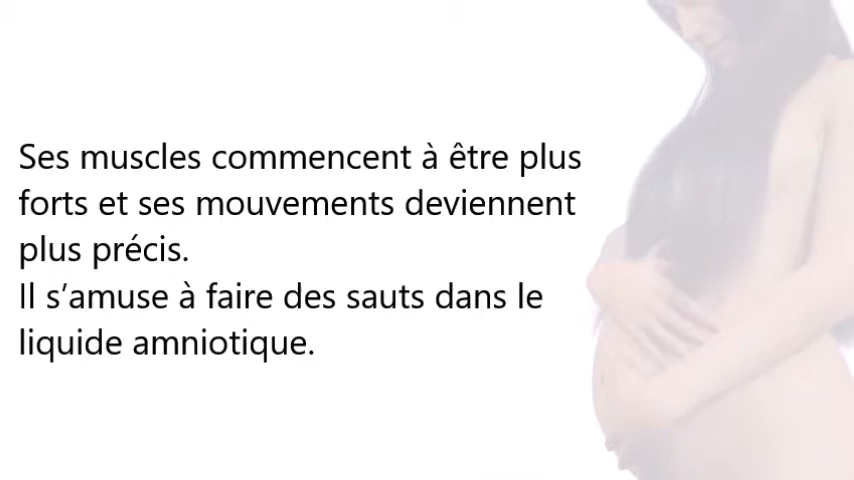 Ses muscles commencent à être plus
forts et ses mouvements deviennent
plus précis.
Il s’amuse à faire des sauts dans le
liquide amniotique.